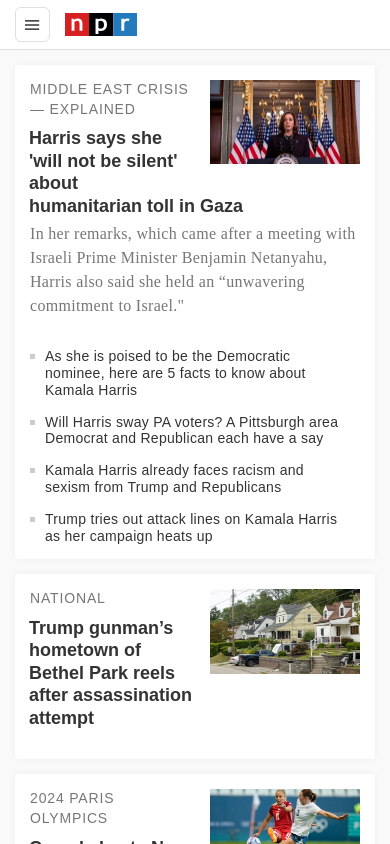 npr
MIDDLE EAST CRISIS
— EXPLAINED
Harris says she
'will not be silent'
about
humanitarian toll in Gaza
In her remarks, which came after a meeting with
Israeli Prime Minister Benjamin Netanyahu,
Harris also said she held an “unwavering
commitment to Israel."
As she is poised to be the Democratic
nominee, here are 5 facts to know about
Kamala Harris
Will Harris sway PA voters? A Pittsburgh area
Democrat and Republican each have a say
Kamala Harris already faces racism and
sexism from Trump and Republicans
Trump tries out attack lines on Kamala Harris
as her campaign heats up
NATIONAL
Trump gunman’s
hometown of
Bethel Park reels
after assassination
attempt
2024 PARIS
OLYMPICS